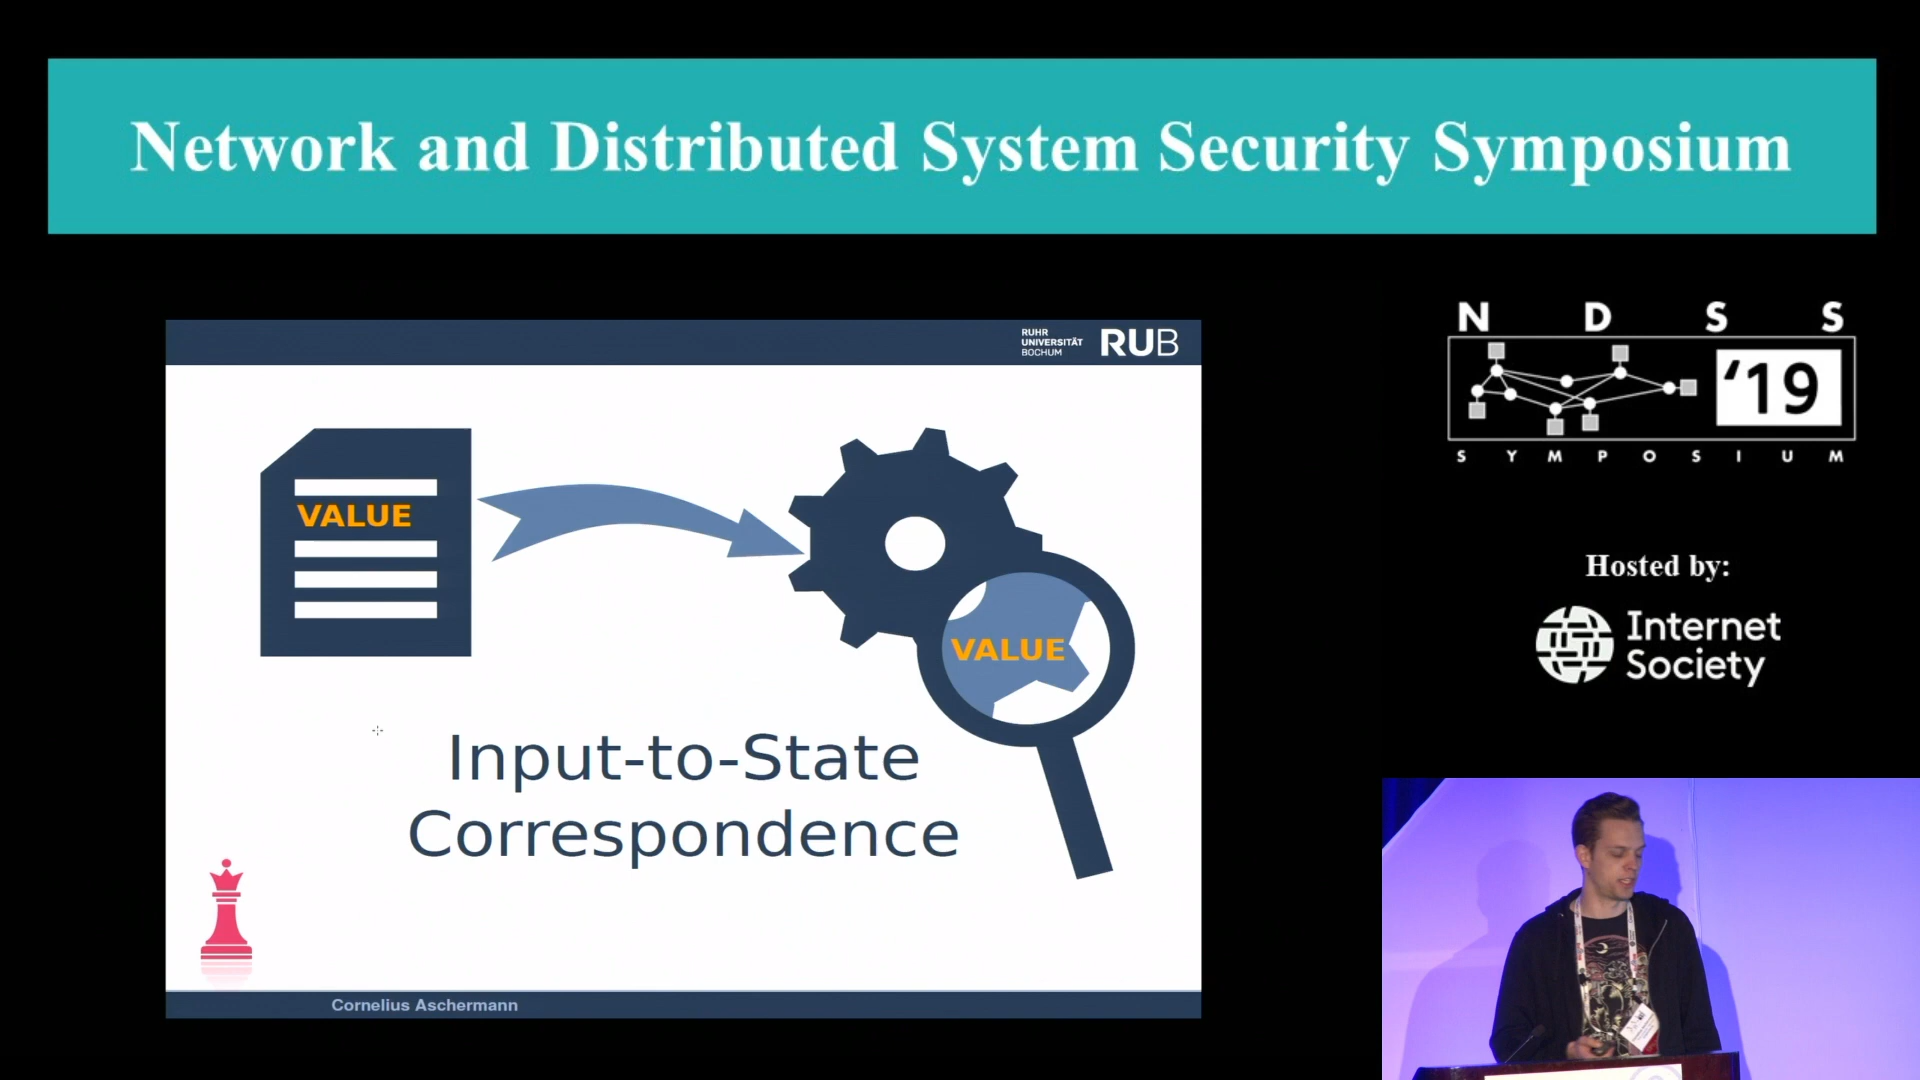 Network and Distributed System Security Symposium
RUHR
UNIVERSITÄT
BOCHUM
RUB
VALUE
VALUE
Input-to-State
Correspondence
Cornelius Aschermann
N D S S
'19
S Y M P O S I U M
Hosted by:
Internet
Society